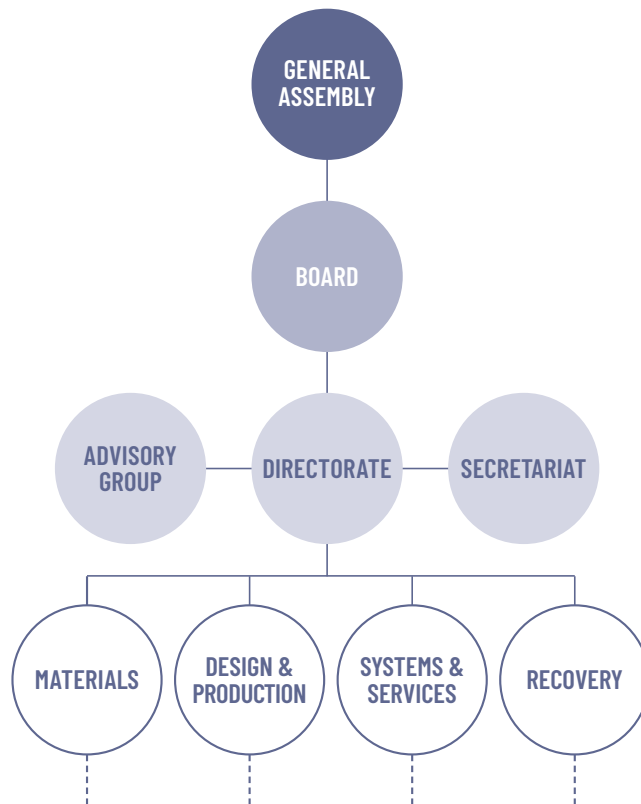 GENERAL
ASSEMBLY
BOARD
ADVISORY
GROUP
DIRECTORATE
SECRETARIAT
MATERIALS
DESIGN &
PRODUCTION
SYSTEMS &
SERVICES
RECOVERY